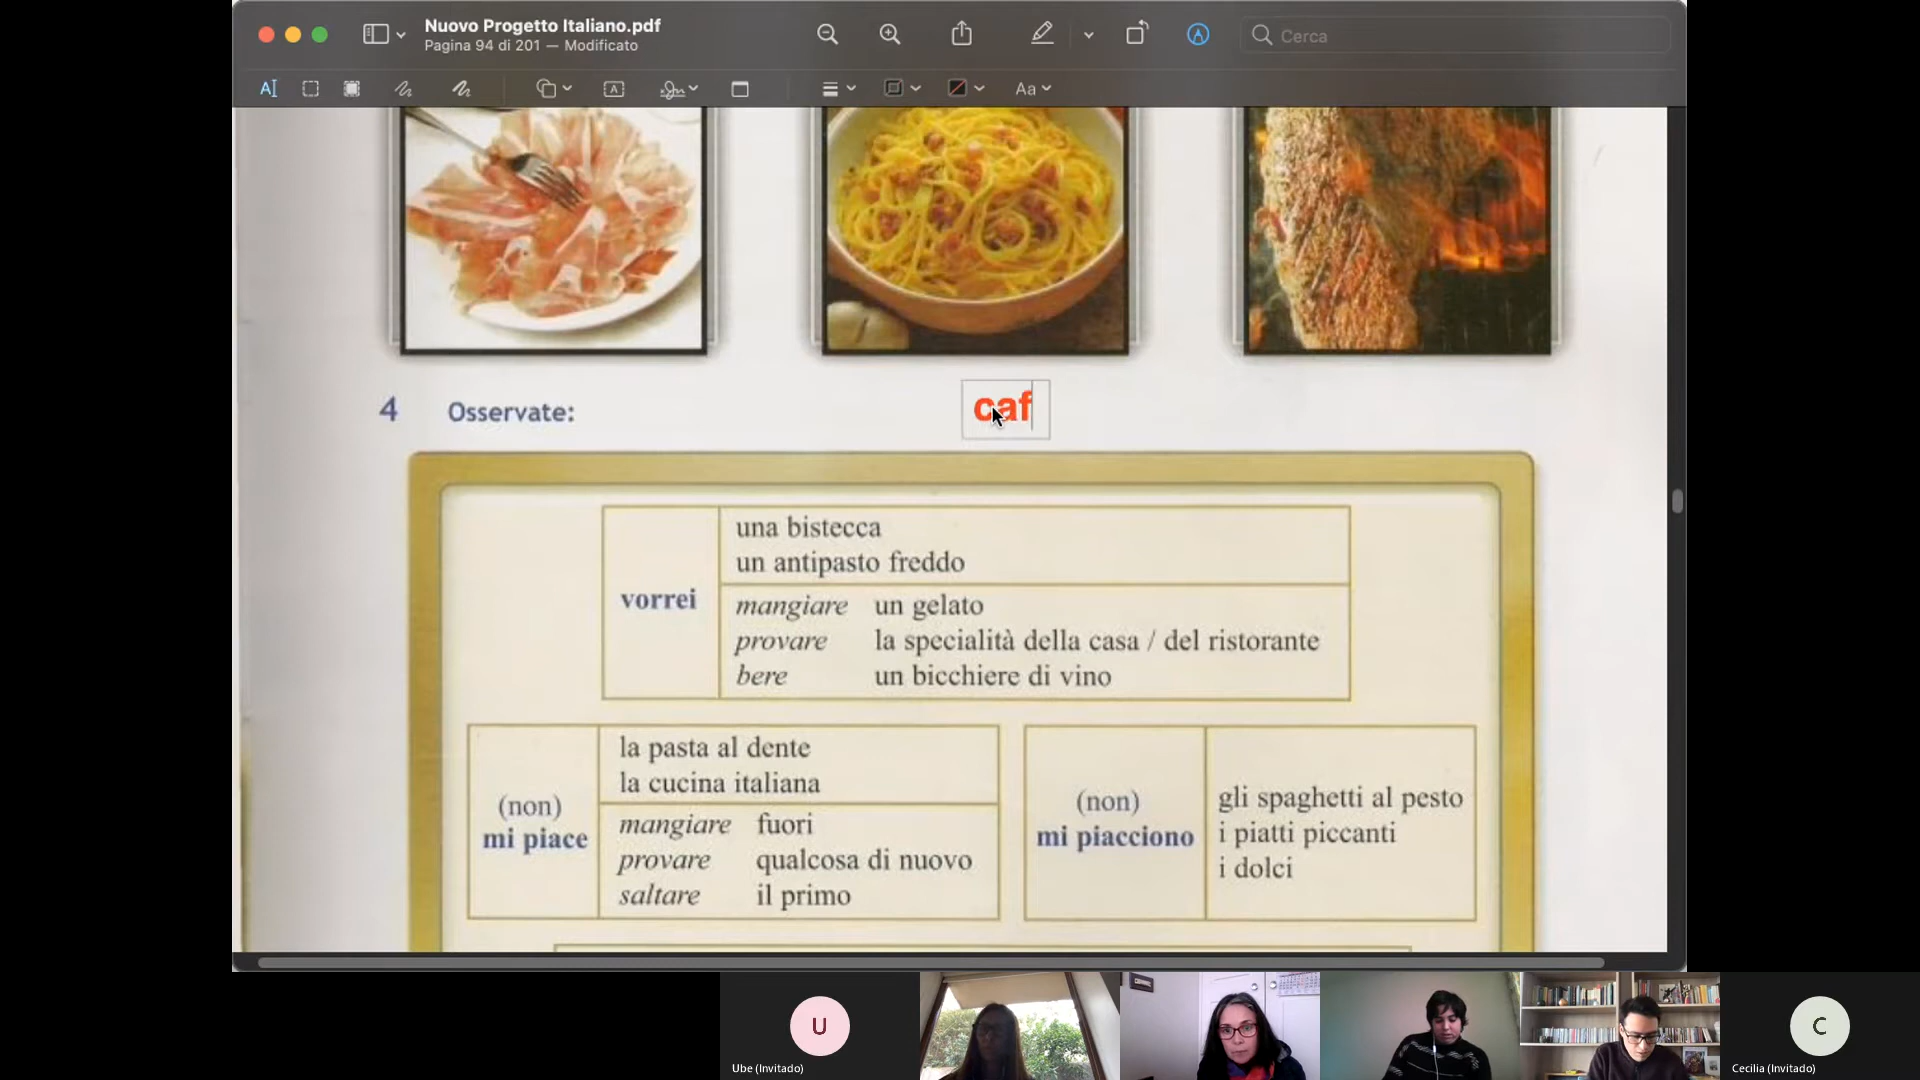 Nuovo Progetto Italiano.pdf
Pagina 94 di 201 — Modificato
Cerca
A
A
Aa
4 Osservate:
caf
vorrei
una bistecca
un antipasto freddo
mangiare un gelato
provare la specialità della casa / del ristorante
bere un bicchiere di vino
(non)
mi piace
la pasta al dente
la cucina italiana
mangiare fuori
provare qualcosa di nuovo
saltare il primo
(non)
mi piacciono
gli spaghetti al pesto
i piatti piccanti
i dolci
U
Ube (Invitado)
C
Cecilia (Invitado)